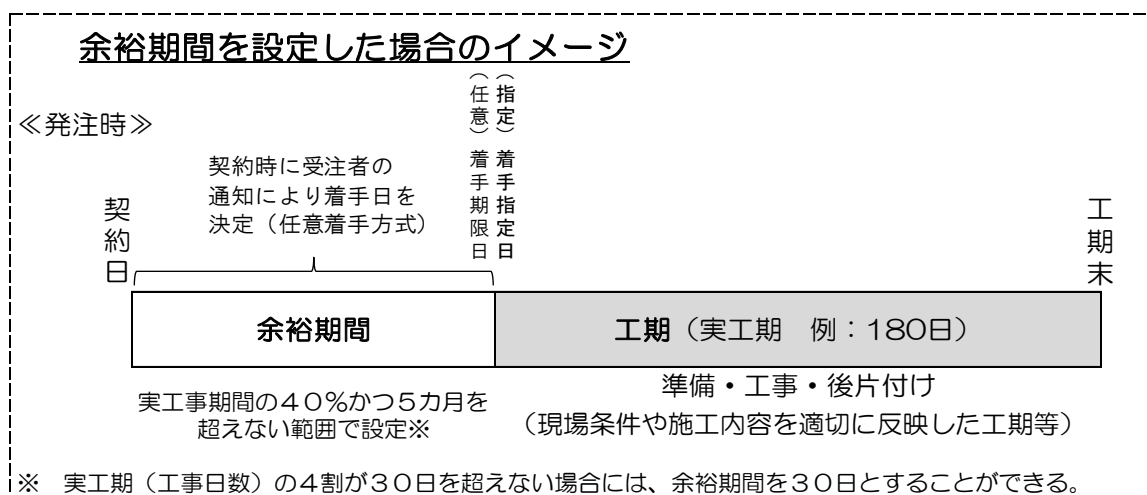 余裕期間を設定した場合のイメージ
≪発注時≫
契約時に受注者の
通知により着手日を
決定（任意着手方式）
（任意）着手期限日
（指定）着手指定日
契約日
工期末
余裕期間
工期（実工期　例：１８０日）
実工事期間の４０％かつ５カ月を
超えない範囲で設定※
準備・工事・後片付け
（現場条件や施工内容を適切に反映した工期等）
※　実工期（工事日数）の４割が３０日を超えない場合には、余裕期間を３０日とすることができる。